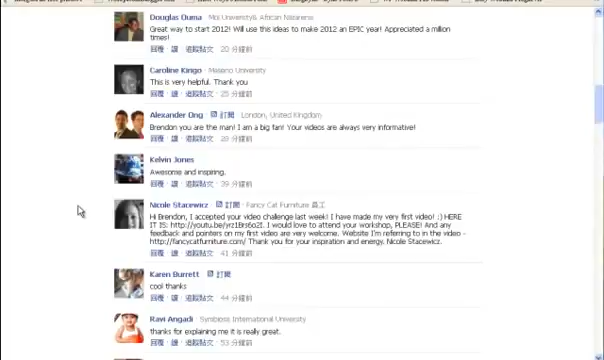 Douglas Duma · Moi University& African Nazarene
Great way to start 2012! Will use this ideas to make 2012 an EPIC year! Appreciated a million
times!
回覆 · 讚 · 追蹤貼文 · 20 分鐘前
Caroline Kingo · Maseno University
This is very helpful. Thank you
回覆 · 讚 · 追蹤貼文 · 25 分鐘前
Alexander Ong · 訂閱 · London, United Kingdom
Brendon you are the man! I am a big fan! Your videos are always very informative!
回覆 · 讚 · 追蹤貼文 · 28 分鐘前
Kelvin Jones
Awesome and inspiring.
回覆 · 讚 · 追蹤貼文 · 39 分鐘前
Nicole Stacewicz · 訂閱 · Fancy Cat Furniture 員工
Hi Brendon, I accepted your video challenge last week! I have made my very first video! :) HERE
IT IS: I would love to attend your workshop, PLEASE! And any
feedback and pointers on my first video are very welcome. Website I'm referring to in the video -
http://fancycatfurniture.com/ Thank you for your inspiration and energy. Nicole Stacewicz.
回覆 · 讚 · 追蹤貼文 · 41 分鐘前
Karen Burrett · 訂閱
cool thanks
回覆 · 讚 · 追蹤貼文 · 44 分鐘前
Ravi Angadi · Symbiosis International University
thanks for explaining me it is really great.
回覆 · 讚 · 追蹤貼文 · 53 分鐘前